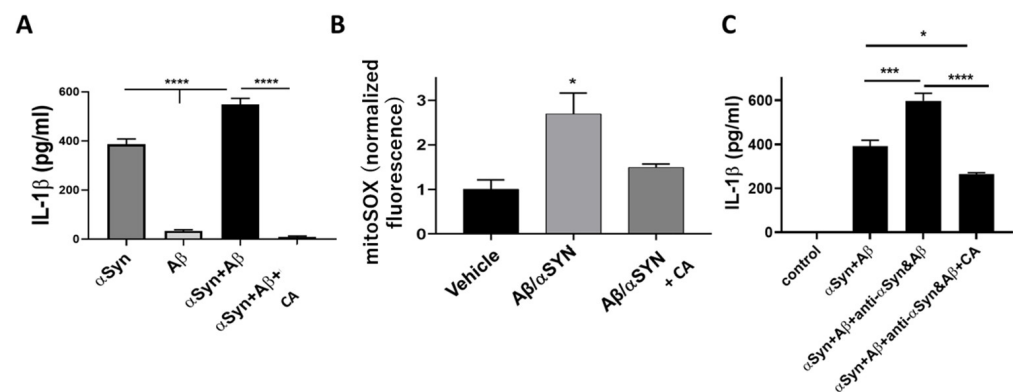 A
IL-1β (pg/ml)
600
400
200
0
****
****
αSyn
Aβ
αSyn+Aβ
αSyn+Aβ+
CA
B
mitoSOX (normalized
fluorescence)
3
2
1
0
*
Vehicle
Aβ/αSYN
Aβ/αSYN
+ CA
C
IL-1β (pg/ml)
600
400
200
0
*
***
****
control
αSyn+Aβ
αSyn+Aβ+anti-αSyn&Aβ
αSyn+Aβ+anti-αSyn&Aβ+CA